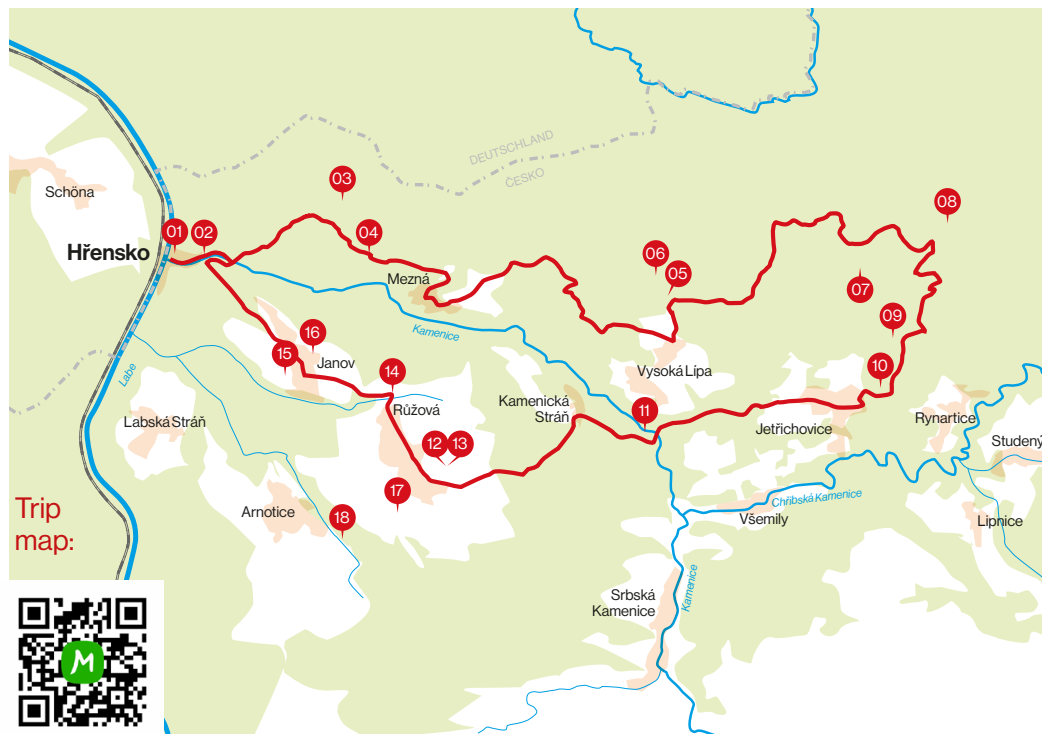 DEUTSCHLAND
ČESKO
03
Schöna
08
01
02
04
Hřensko
06
05
Mezná
07
Kamenice
09
16
15
Janov
Labe
14
Vysoká Lípa
10
Růžová
Kamenická
Stráň
11
Labská Stráň
Jetřichovice
Rynartice
12
13
Studený
17
Chřibská Kamenice
Trip
map:
Arnotice
18
Všemily
Lipnice
Srbská
Kamenice
Kamenice
M